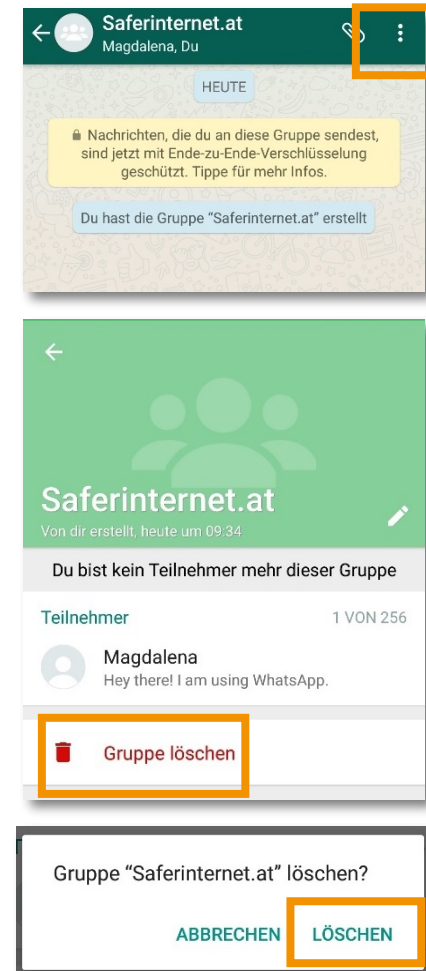 Saferinternet.at
Magdalena, Du
HEUTE
Nachrichten, die du an diese Gruppe sendest,
sind jetzt mit Ende-zu-Ende-Verschlüsselung
geschützt. Tippe für mehr Infos.
Du hast die Gruppe “Saferinternet.at” erstellt
Saferinternet.at
Von dir erstellt, heute um 09:34
Du bist kein Teilnehmer mehr dieser Gruppe
Teilnehmer 1 VON 256
Magdalena
Hey there! I am using WhatsApp.
Gruppe löschen
Gruppe “Saferinternet.at” löschen?
ABBRECHEN LÖSCHEN